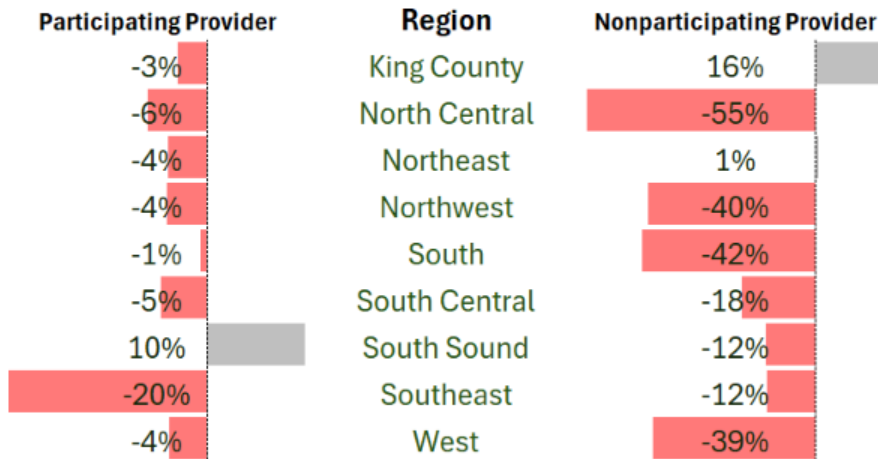 Participating Provider Region Nonparticipating Provider
-3% King County 16%
-6% North Central -55%
-4% Northeast 1%
-4% Northwest -40%
-1% South -42%
-5% South Central -18%
10% South Sound -12%
-20% Southeast -12%
-4% West -39%